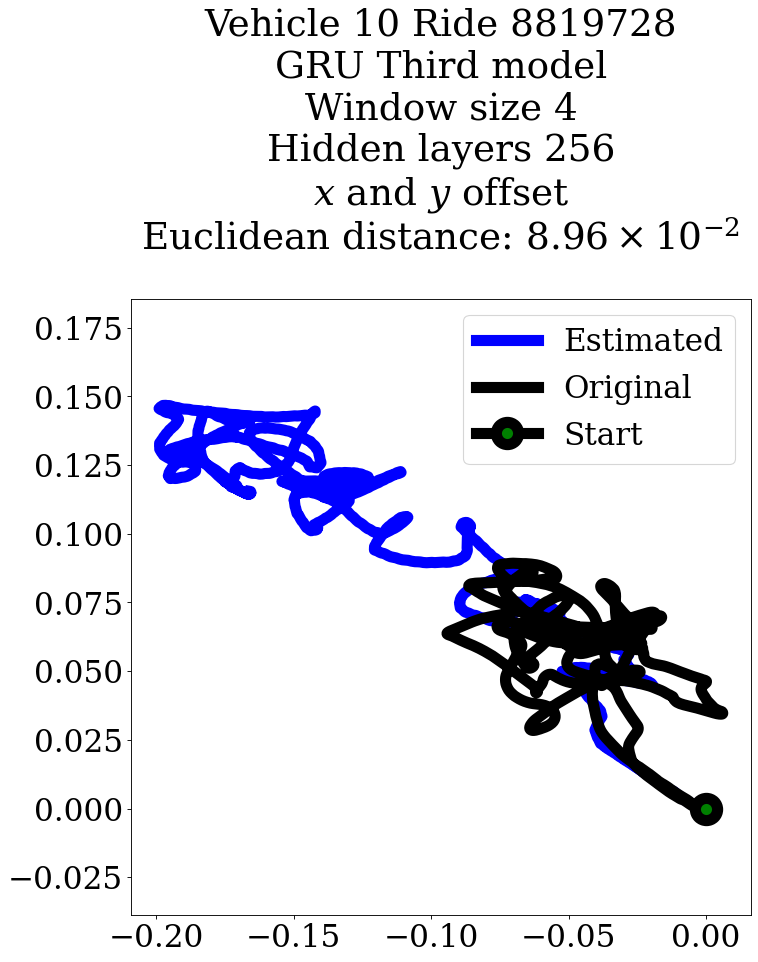 Vehicle 10 Ride 8819728
GRU Third model
Window size 4
Hidden layers 256
x and y offset
Euclidean distance: 8.96 × 10⁻²
Estimated
Original
Start
0.175
0.150
0.125
0.100
0.075
0.050
0.025
0.000
−0.025
−0.20 −0.15 −0.10 −0.05 0.00